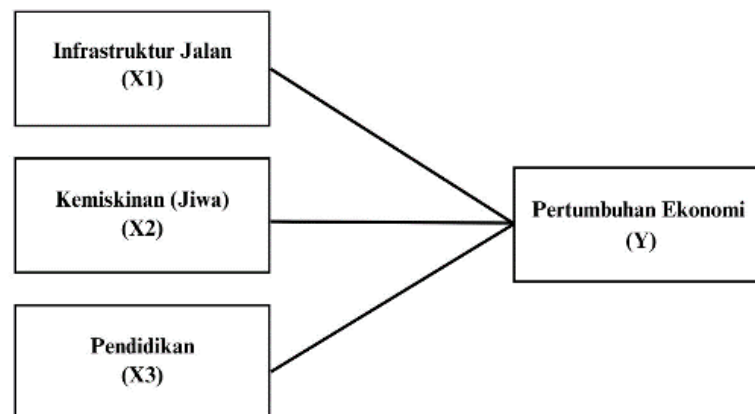 Infrastruktur Jalan
(X1)
Kemiskinan (Jiwa)
(X2)
Pertumbuhan Ekonomi
(Y)
Pendidikan
(X3)